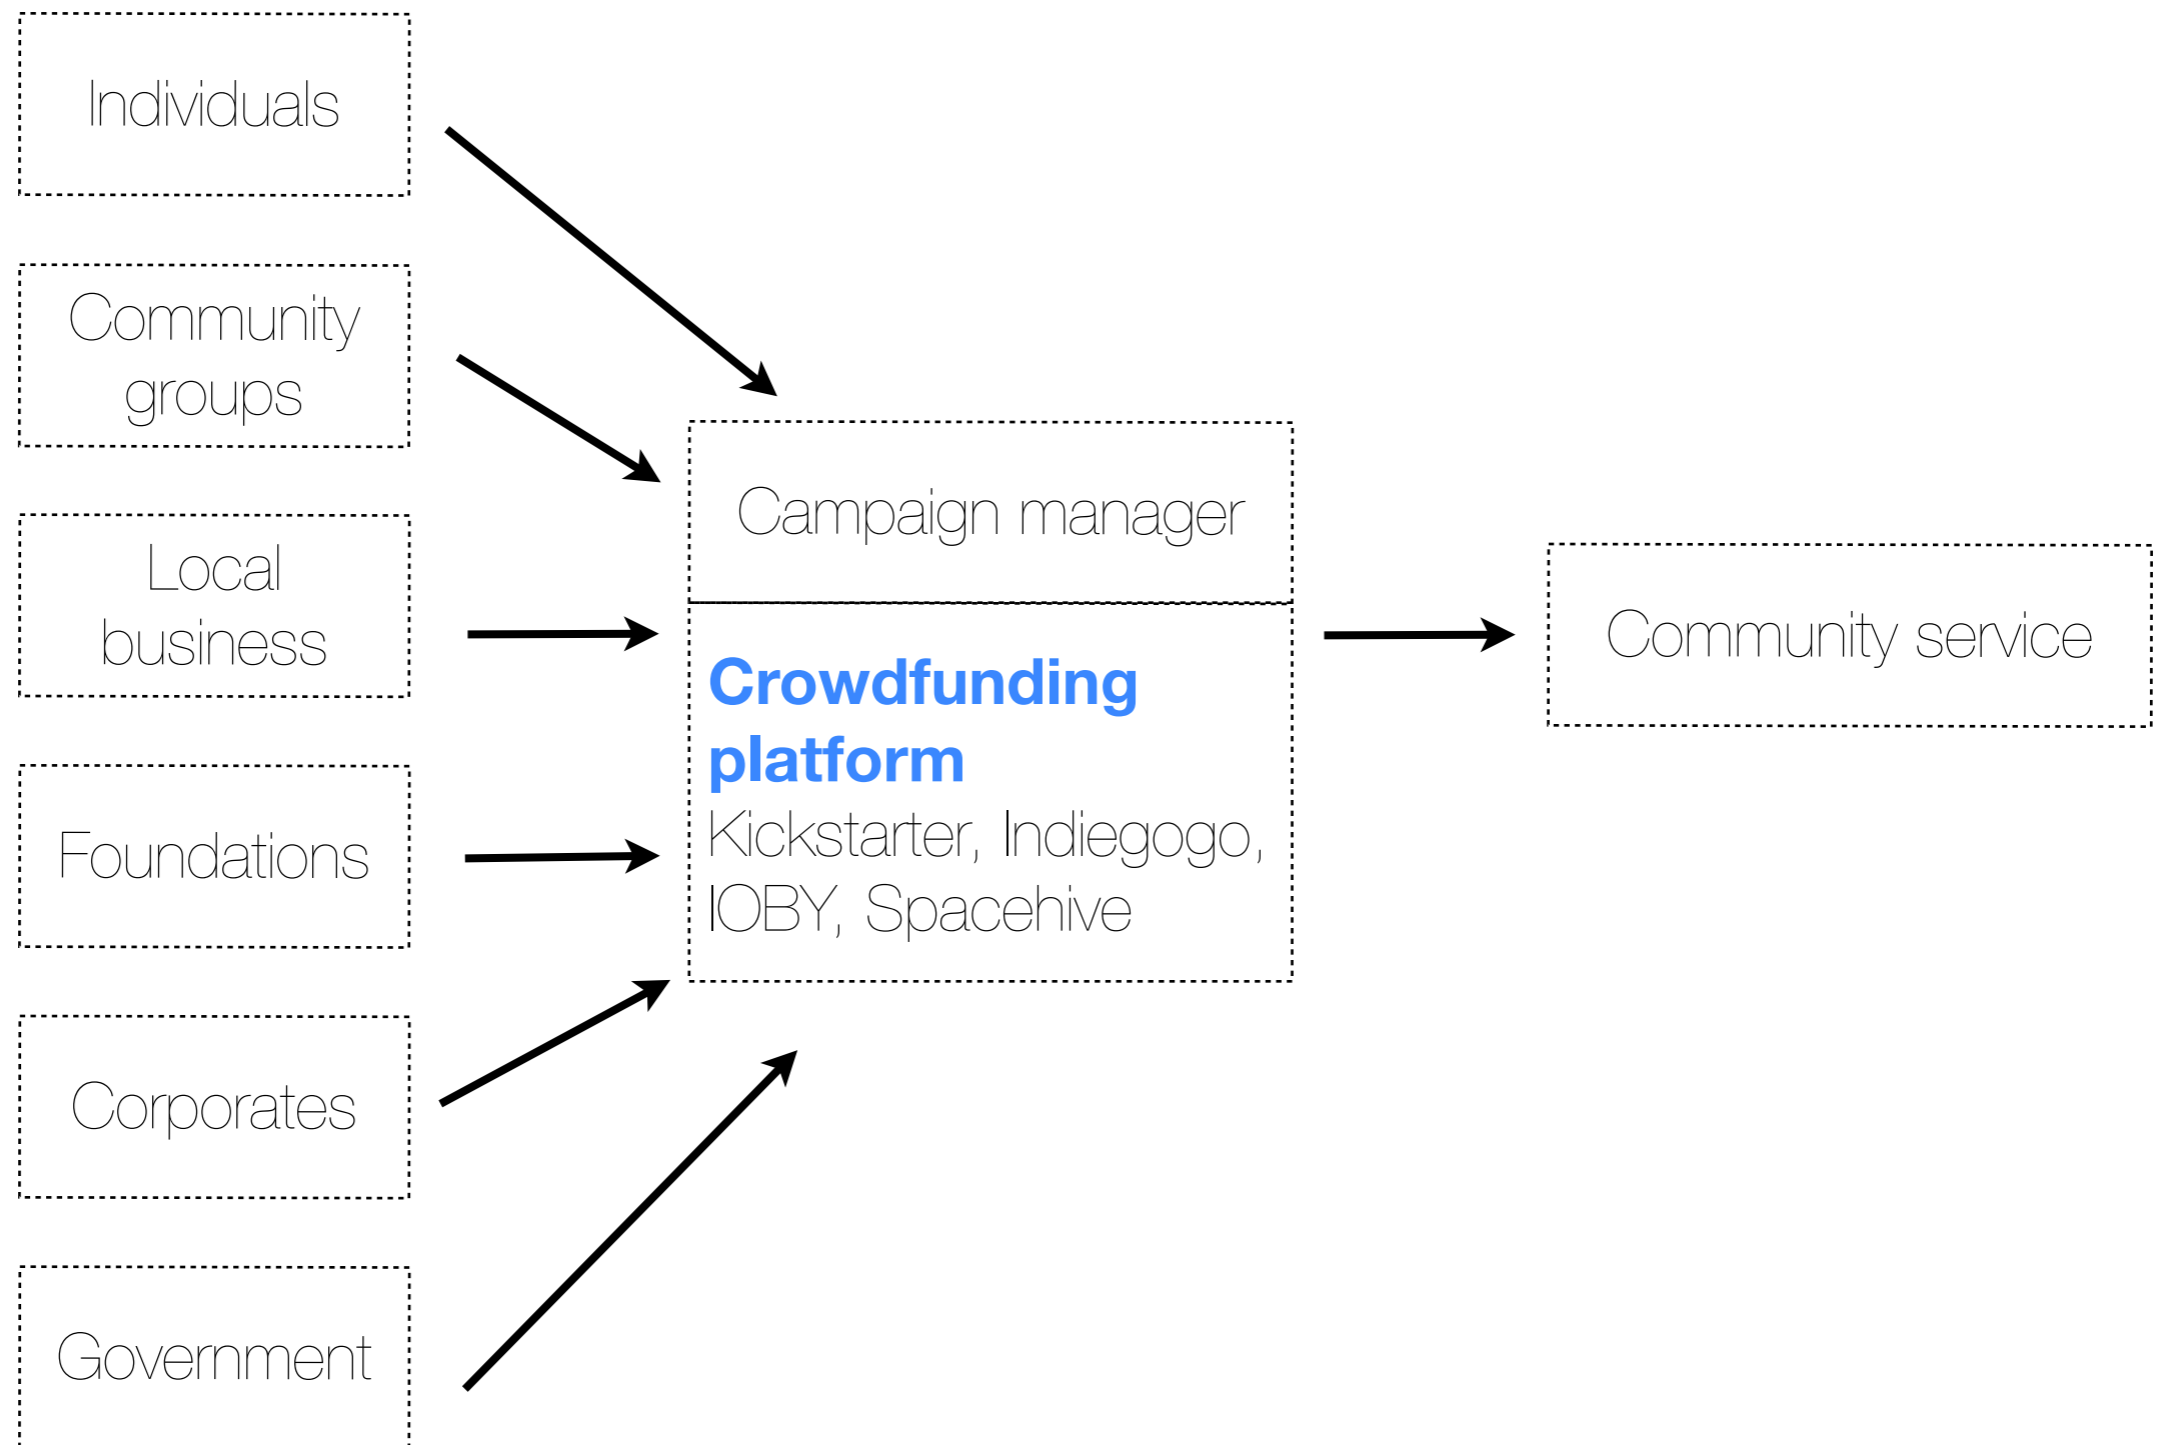 Individuals
Community
groups
Local
business
Foundations
Corporates
Government
Campaign manager
Crowdfunding
platform
Kickstarter, Indiegogo,
IOBY, Spacehive
Community service